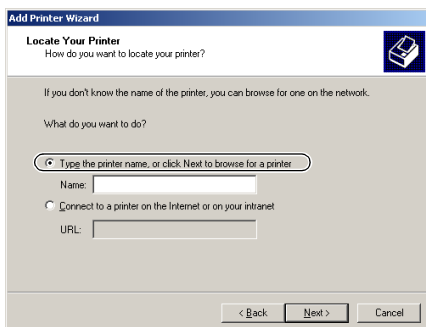 Add Printer Wizard
Locate Your Printer
How do you want to locate your printer?
If you don't know the name of the printer, you can browse for one on the network.
What do you want to do?
Type the printer name, or click Next to browse for a printer
Name:
Connect to a printer on the Internet or on your intranet
URL:
< Back Next > Cancel